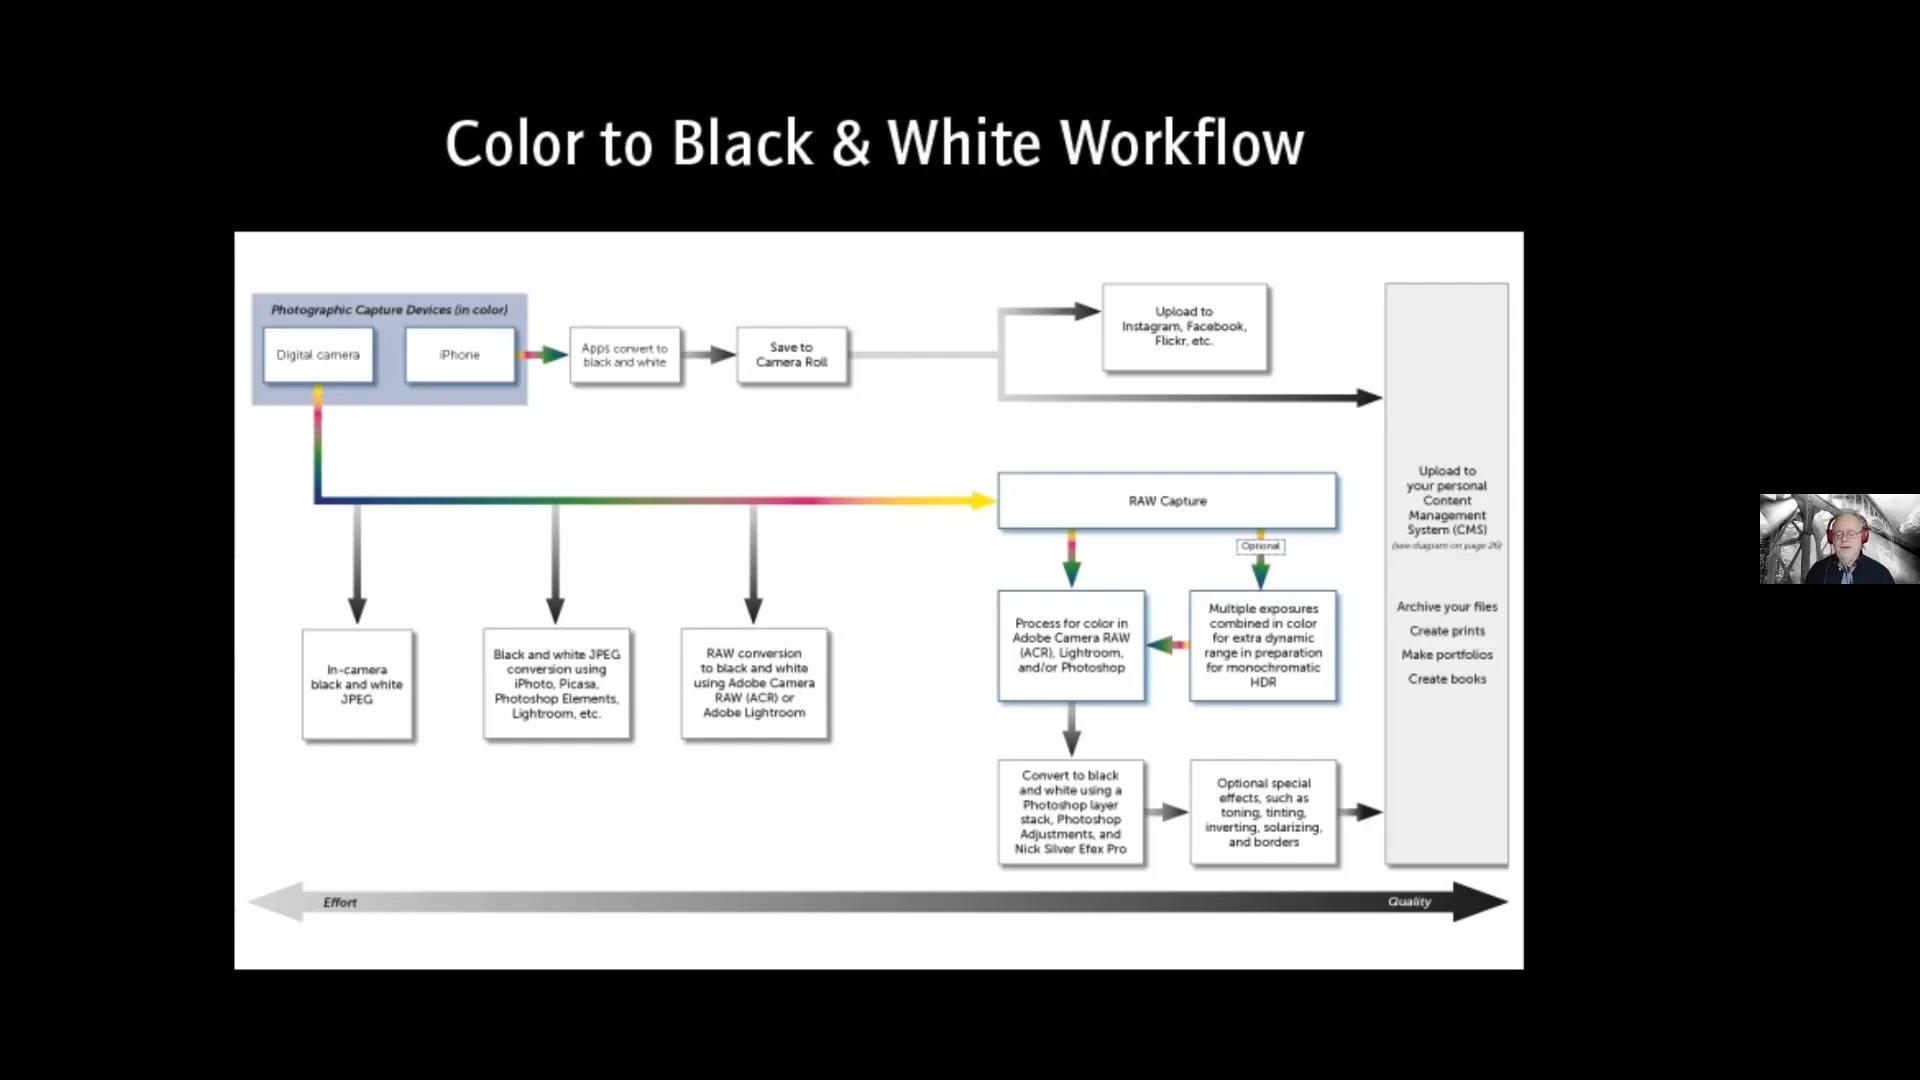 Color to Black & White Workflow
Photographic Capture Devices (in color)
Digital camera
iPhone
Apps convert to
black and white
Save to
Camera Roll
Upload to
Instagram, Facebook,
Flickr, etc.
RAW Capture
Optional
In-camera
black and white
JPEG
Black and white JPEG
conversion using
iPhoto, Picasa,
Photoshop Elements,
Lightroom, etc.
RAW conversion
to black and white
using Adobe Camera
RAW (ACR) or
Adobe Lightroom
Process for color in
Adobe Camera RAW
(ACR), Lightroom,
and/or Photoshop
Multiple exposures
combined in color
for extra dynamic
range in preparation
for monochromatic
HDR
Convert to black
and white using a
Photoshop layer
stack, Photoshop
Adjustments, and
Nick Silver Efex Pro
Optional special
effects, such as
toning, tinting,
inverting, solarizing,
and borders
Upload to
your personal
Content
Management
System (CMS)
(see diagram on page 26)
Archive your files
Create prints
Make portfolios
Create books
Effort
Quality